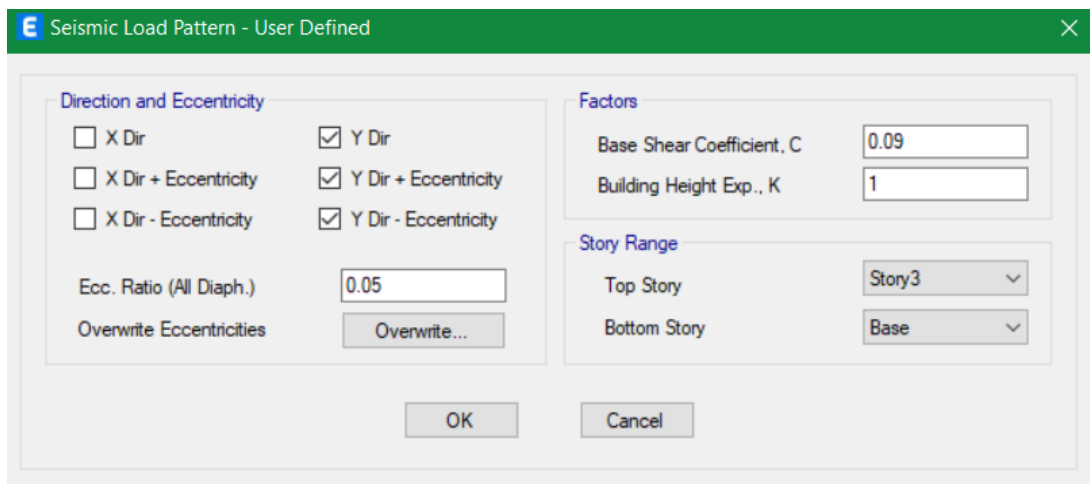 E Seismic Load Pattern - User Defined
Direction and Eccentricity
X Dir
Y Dir
X Dir + Eccentricity
Y Dir + Eccentricity
X Dir - Eccentricity
Y Dir - Eccentricity
Ecc. Ratio (All Diaph.)
0.05
Overwrite Eccentricities
Overwrite...
Factors
Base Shear Coefficient, C
0.09
Building Height Exp., K
1
Story Range
Top Story
Story3
Bottom Story
Base
OK
Cancel